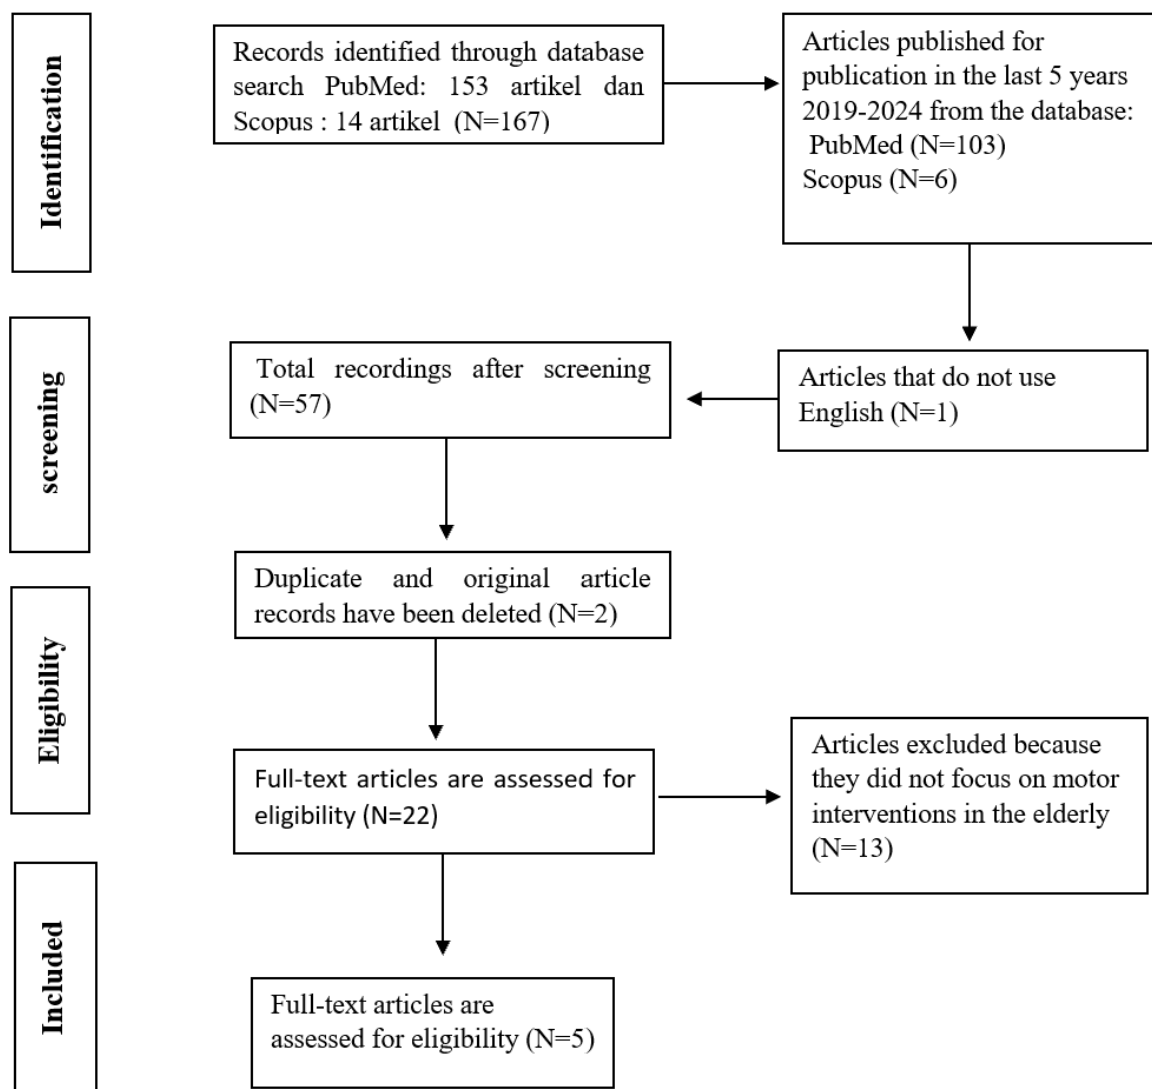 Identification
Records identified through database
search PubMed: 153 artikel dan
Scopus : 14 artikel (N=167)
Articles published for
publication in the last 5 years
2019-2024 from the database:
PubMed (N=103)
Scopus (N=6)
screening
Total recordings after screening
(N=57)
Articles that do not use
English (N=1)
Duplicate and original article
records have been deleted (N=2)
Eligibility
Full-text articles are assessed for
eligibility (N=22)
Articles excluded because
they did not focus on motor
interventions in the elderly
(N=13)
Included
Full-text articles are
assessed for eligibility (N=5)